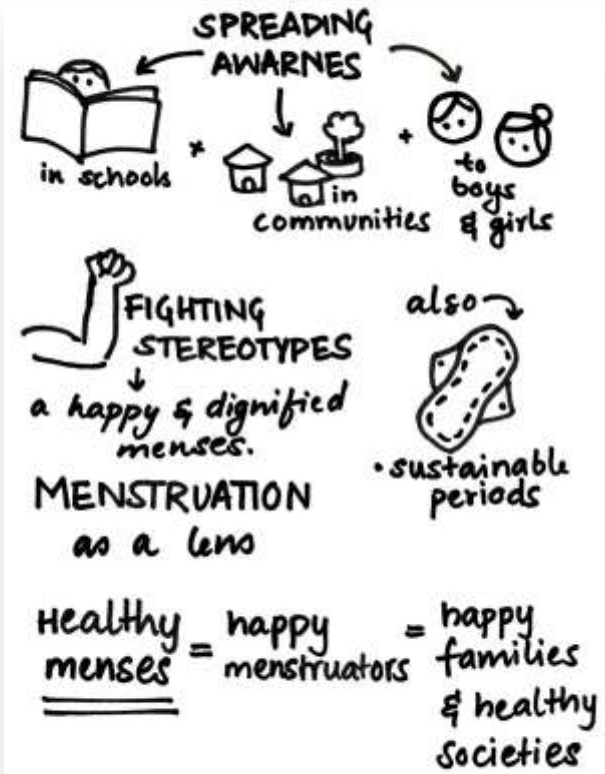 SPREADING
AWARNES
in schools
+
in
communities
+
to
boys
& girls
FIGHTING
STEREOTYPES
a happy & dignified
menses.
also
• sustainable
periods
MENSTRUATION
as a lens
Healthy
menses
=
happy
menstruators
=
happy
families
& healthy
societies